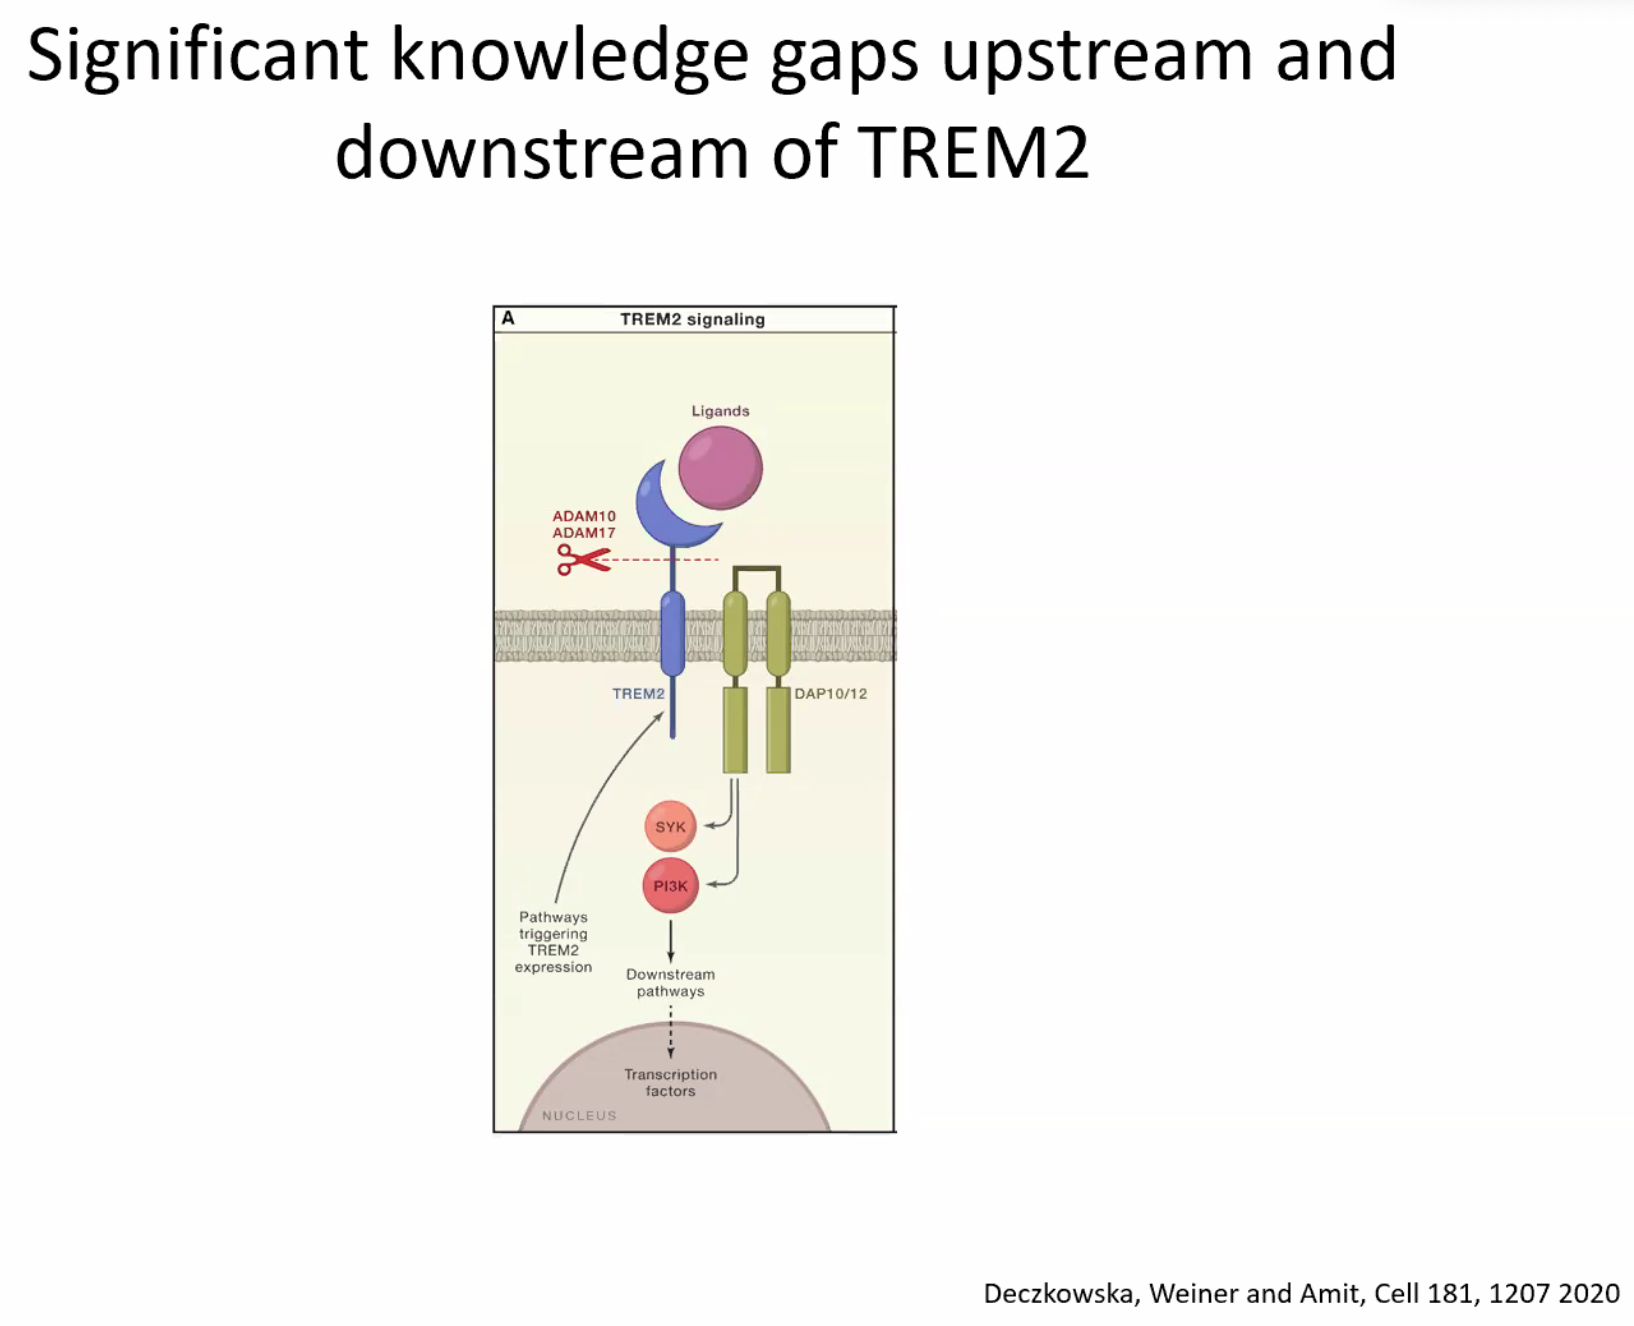 Significant knowledge gaps upstream and
downstream of TREM2
A
TREM2 signaling
Ligands
ADAM10
ADAM17
TREM2
DAP10/12
SYK
PI3K
Pathways
triggering
TREM2
expression
Downstream
pathways
Transcription
factors
NUCLEUS
Deczkowska, Weiner and Amit, Cell 181, 1207 2020